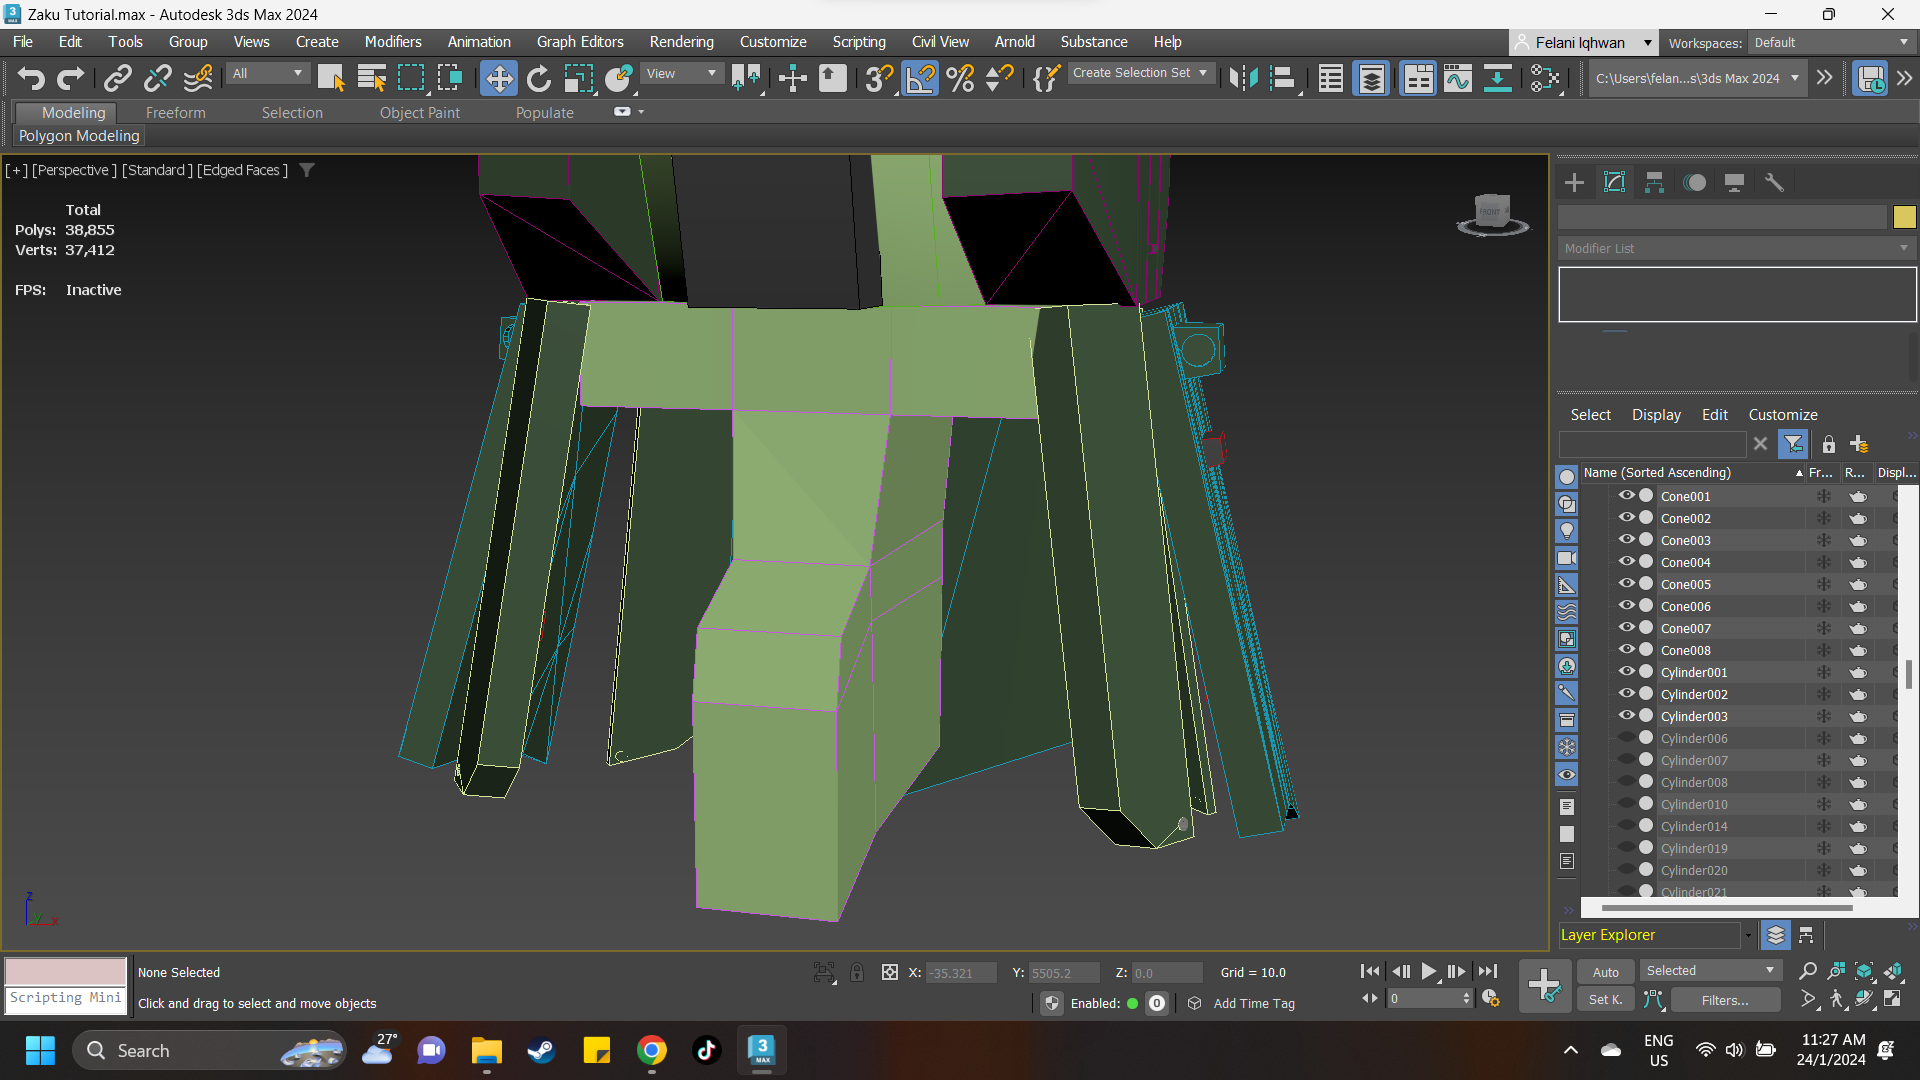 Zaku Tutorial.max - Autodesk 3ds Max 2024
File Edit Tools Group Views Create Modifiers Animation Graph Editors Rendering Customize Scripting Civil View Arnold Substance Help
Felani Iqhwan
Workspaces: Default
All
View
Create Selection Set
C:\Users\felan...s\3ds Max 2024
Modeling Freeform Selection Object Paint Populate
Polygon Modeling
[+] [Perspective ] [Standard ] [Edged Faces ]
Total
Polys: 38,855
Verts: 37,412
FPS: Inactive
FRONT
Modifier List
Select Display Edit Customize
Name (Sorted Ascending) Fr... R... Displ...
Cone001
Cone002
Cone003
Cone004
Cone005
Cone006
Cone007
Cone008
Cylinder001
Cylinder002
Cylinder003
Cylinder006
Cylinder007
Cylinder008
Cylinder010
Cylinder014
Cylinder019
Cylinder020
Cylinder021
Layer Explorer
z
x
Scripting Mini
None Selected
Click and drag to select and move objects
X: -35.321 Y: 5505.2 Z: 0.0 Grid = 10.0
Enabled: 0 Add Time Tag
0
Auto Selected
Set K. Filters...
Search
27°
3
MAX
ENG
US
11:27 AM
24/1/2024